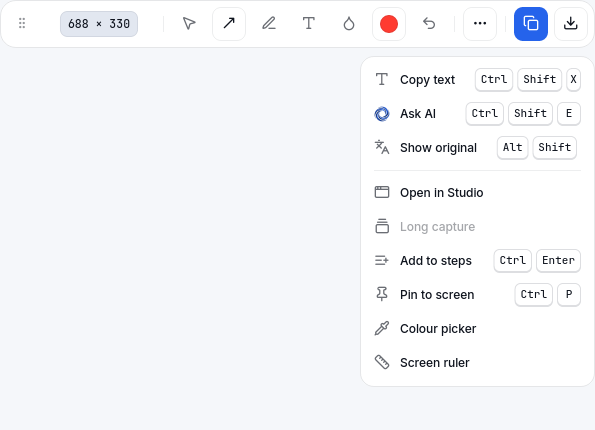 688 × 330
Copy text Ctrl Shift X
Ask AI Ctrl Shift E
Show original Alt Shift
Open in Studio
Long capture
Add to steps Ctrl Enter
Pin to screen Ctrl P
Colour picker
Screen ruler